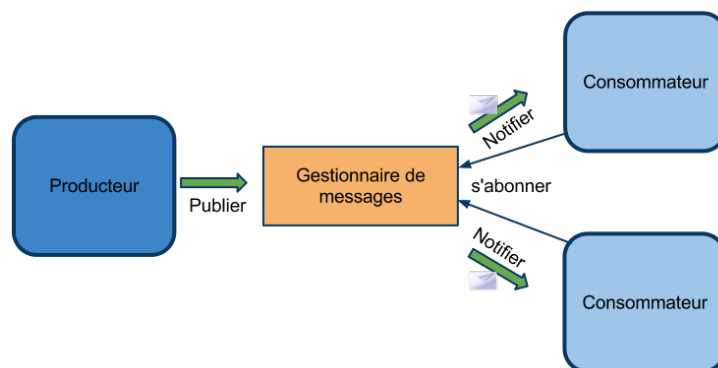 Producteur
Publier
Gestionnaire de
messages
Notifier
s'abonner
Notifier
Consommateur
Consommateur